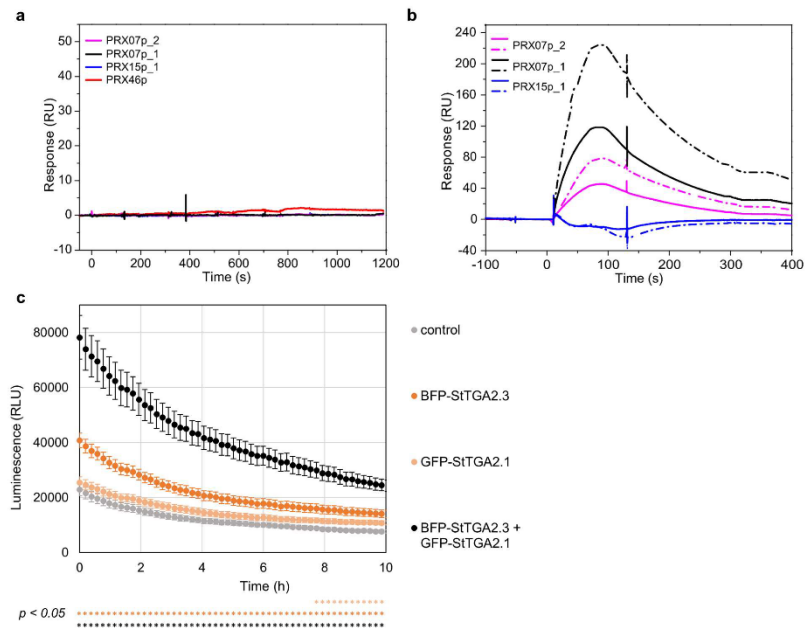 a
PRX07p_2
PRX07p_1
PRX15p_1
PRX46p
Response (RU)
50
40
30
20
10
0
-10
0 200 400 600 800 1000 1200
Time (s)
b
PRX07p_2
PRX07p_1
PRX15p_1
Response (RU)
240
200
160
120
80
40
0
-40
-100 0 100 200 300 400
Time (s)
c
Luminescence (RLU)
80000
60000
40000
20000
0
0 2 4 6 8 10
Time (h)
p < 0.05
control
BFP-StTGA2.3
GFP-StTGA2.1
BFP-StTGA2.3 +
GFP-StTGA2.1